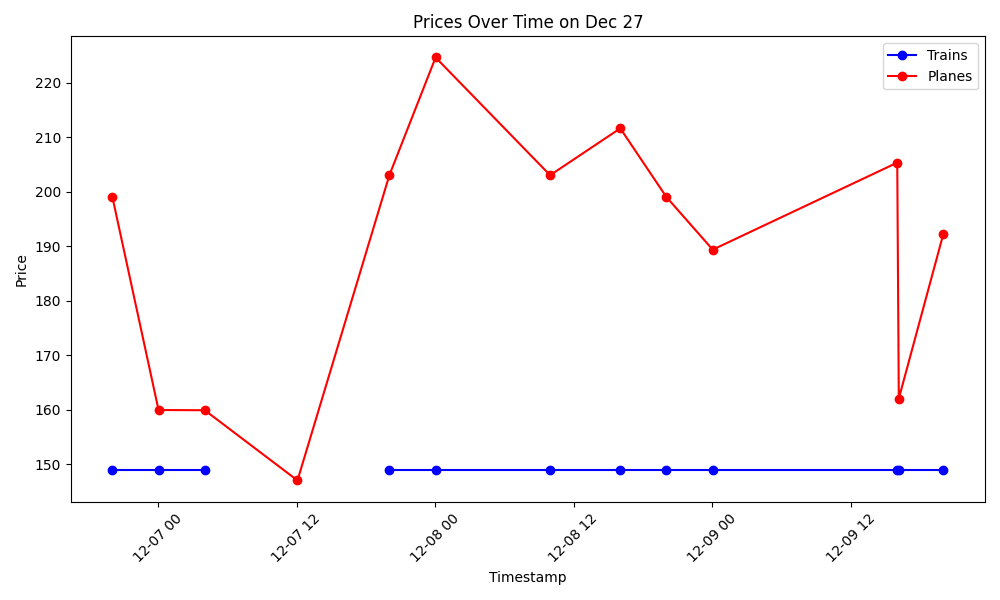 Prices Over Time on Dec 27
Trains
Planes
220
210
200
190
180
170
160
150
Price
12-07 00
12-07 12
12-08 00
12-08 12
12-09 00
12-09 12
Timestamp